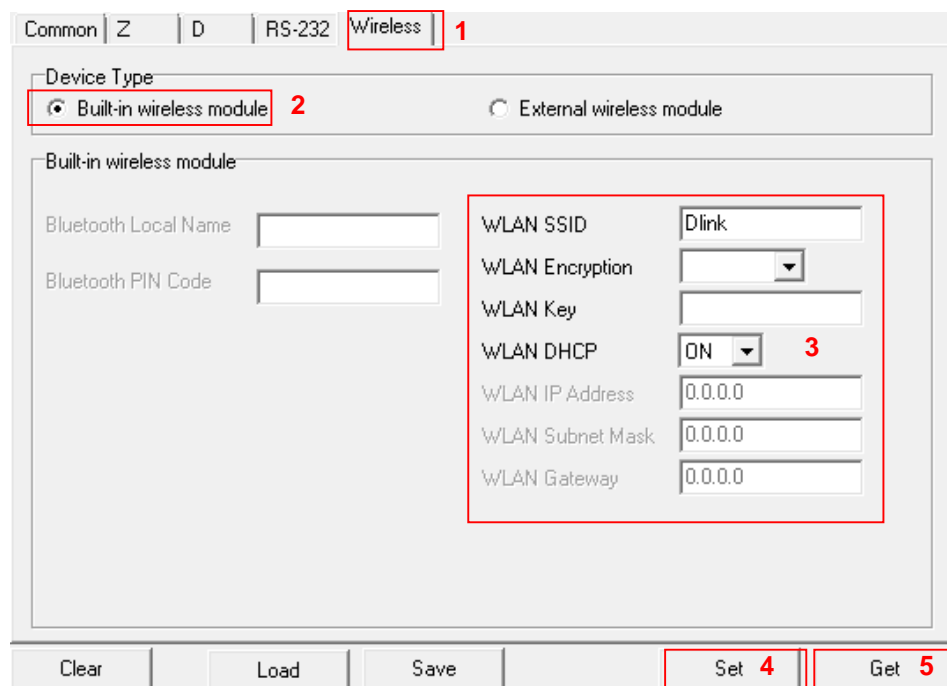 Common Z D RS-232 Wireless 1
Device Type
Built-in wireless module 2 External wireless module
Built-in wireless module
Bluetooth Local Name
Bluetooth PIN Code
WLAN SSID Dlink
WLAN Encryption
WLAN Key
WLAN DHCP ON 3
WLAN IP Address 0.0.0.0
WLAN Subnet Mask 0.0.0.0
WLAN Gateway 0.0.0.0
Clear Load Save Set 4 Get 5